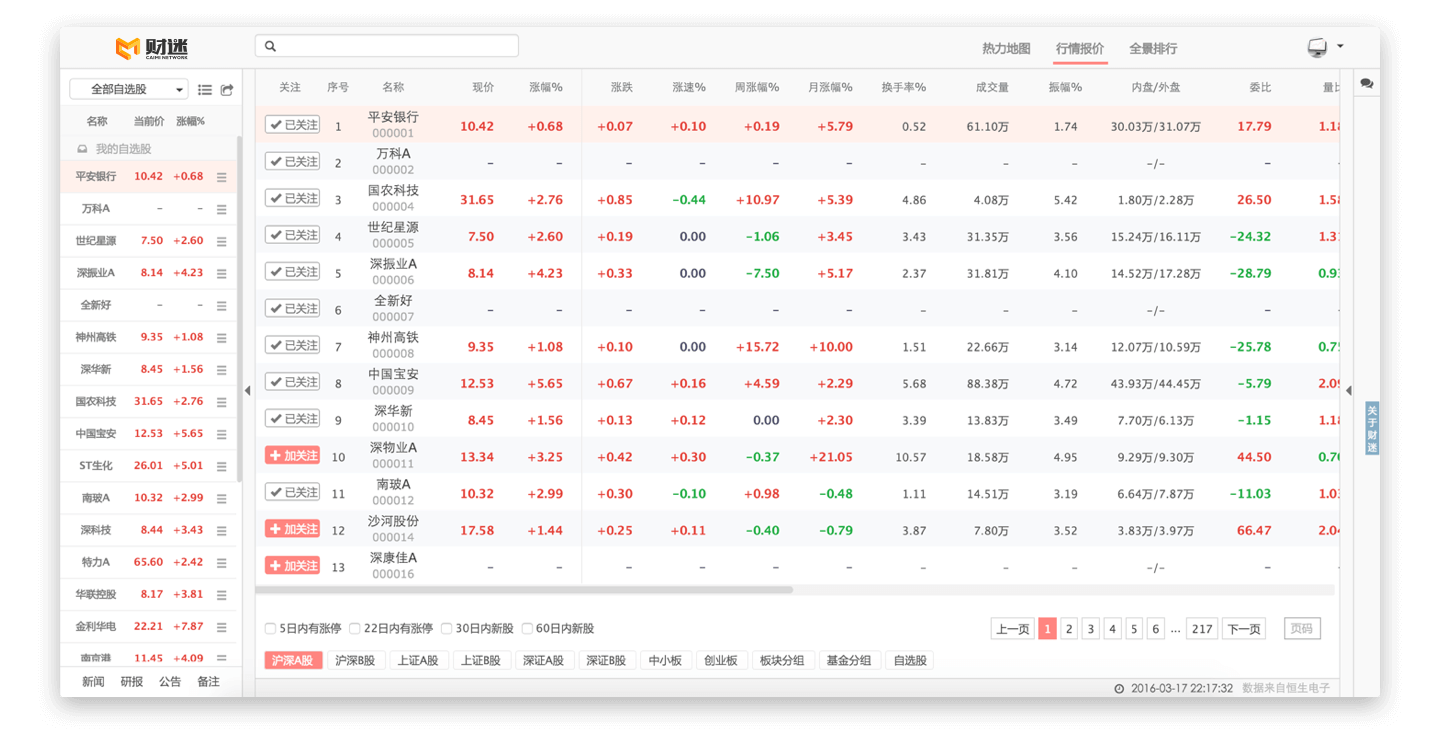 财迷
CAIMI NETWORK
热力地图 行情报价 全景排行
全部自选股
名称 当前价 涨幅%
我的自选股
平安银行 10.42 +0.68
万科A – –
世纪星源 7.50 +2.60
深振业A 8.14 +4.23
全新好 – –
神州高铁 9.35 +1.08
深华新 8.45 +1.56
国农科技 31.65 +2.76
中国宝安 12.53 +5.65
ST生化 26.01 +5.01
南玻A 10.32 +2.99
深科技 8.44 +3.43
特力A 65.60 +2.42
华联控股 8.17 +3.81
金利华电 22.21 +7.87
南京港 11.45 +4.09
新闻 研报 公告 备注
关注 序号 名称 现价 涨幅% 涨跌 涨速% 周涨幅% 月涨幅% 换手率% 成交量 振幅% 内盘/外盘 委比 量比
已关注 1 平安银行 10.42 +0.68 +0.07 +0.10 +0.19 +5.79 0.52 61.10万 1.74 30.03万/31.07万 17.79 1.18
000001
已关注 2 万科A – – – – – – – – – –/– –
000002
已关注 3 国农科技 31.65 +2.76 +0.85 -0.44 +10.97 +5.39 4.86 4.08万 5.42 1.80万/2.28万 26.50 1.58
000004
已关注 4 世纪星源 7.50 +2.60 +0.19 0.00 -1.06 +3.45 3.43 31.35万 3.56 15.24万/16.11万 -24.32 1.3
000005
已关注 5 深振业A 8.14 +4.23 +0.33 0.00 -7.50 +5.17 2.37 31.81万 4.10 14.52万/17.28万 -28.79 0.9
000006
已关注 6 全新好 – – – – – – – – – –/– –
000007
已关注 7 神州高铁 9.35 +1.08 +0.10 0.00 +15.72 +10.00 1.51 22.66万 3.14 12.07万/10.59万 -25.78 0.7
000008
已关注 8 中国宝安 12.53 +5.65 +0.67 +0.16 +4.59 +2.29 5.68 88.38万 4.72 43.93万/44.45万 -5.79 2.0
000009
已关注 9 深华新 8.45 +1.56 +0.13 +0.12 0.00 +2.30 3.39 13.83万 3.49 7.70万/6.13万 -1.15 1.18
000010
加关注 10 深物业A 13.34 +3.25 +0.42 +0.30 -0.37 +21.05 10.57 18.58万 4.95 9.29万/9.30万 44.50 0.7
000011
已关注 11 南玻A 10.32 +2.99 +0.30 -0.10 +0.98 -0.48 1.11 14.51万 3.19 6.64万/7.87万 -11.03 1.0
000012
加关注 12 沙河股份 17.58 +1.44 +0.25 +0.11 -0.40 -0.79 3.87 7.80万 3.52 3.83万/3.97万 66.47 2.0
000014
加关注 13 深康佳A – – – – – – – – – –/– –
000016
5日内有涨停 22日内有涨停 30日内新股 60日内新股
上一页 1 2 3 4 5 6 ... 217 下一页 页码
沪深A股 沪深B股 上证A股 上证B股 深证A股 深证B股 中小板 创业板 板块分组 基金分组 自选股
2016-03-17 22:17:32 数据来自恒生电子
关于财迷